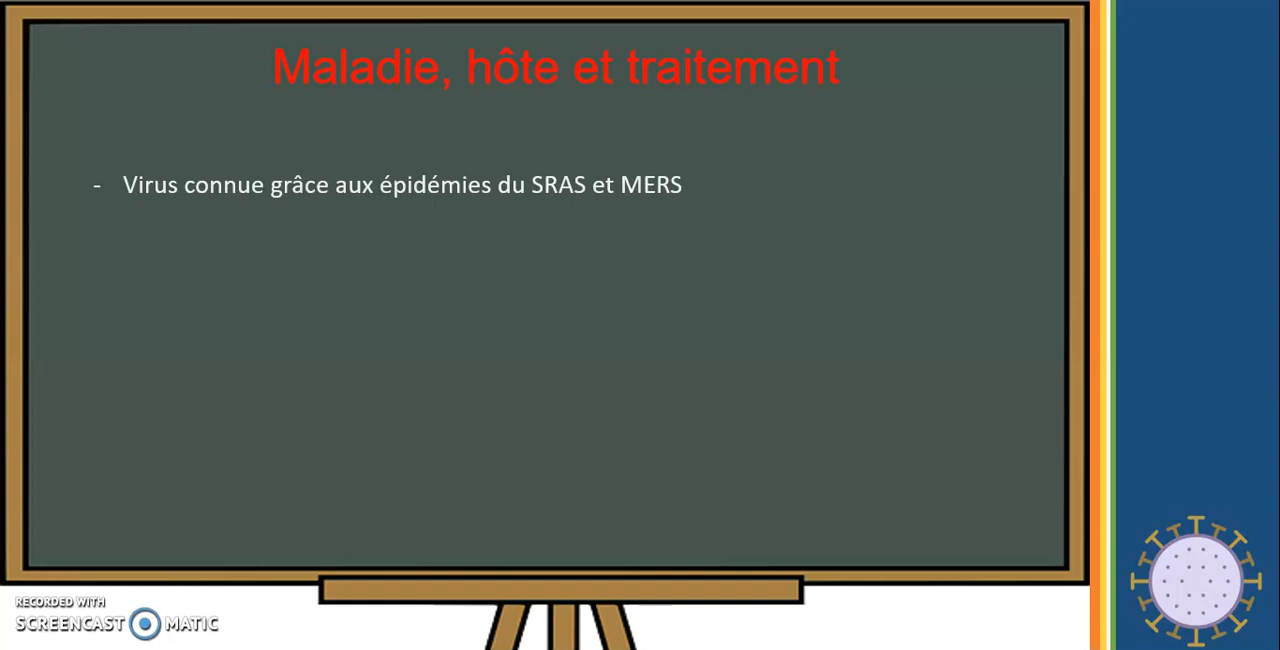 Maladie, hôte et traitement
- Virus connue grâce aux épidémies du SRAS et MERS
RECORDED WITH
SCREENCAST MATIC